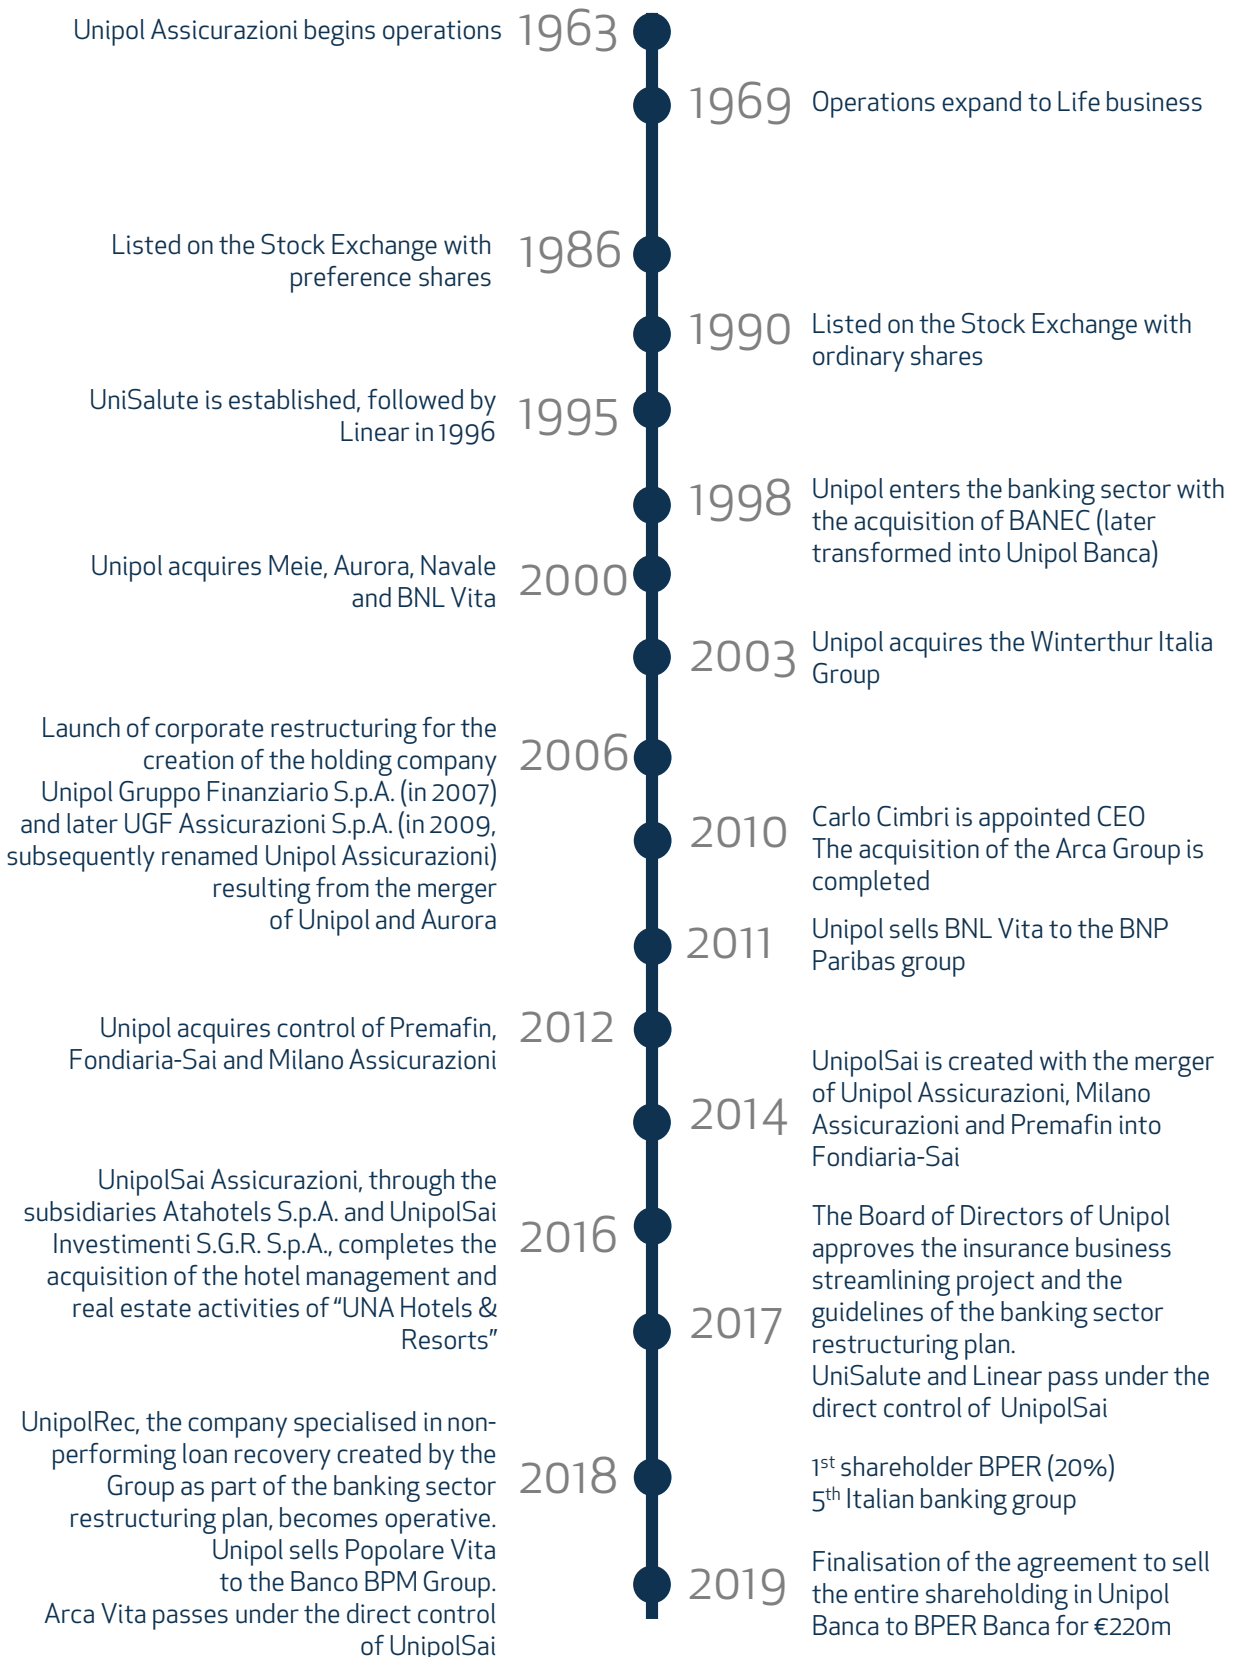 Unipol Assicurazioni begins operations
1963
1969
Operations expand to Life business
Listed on the Stock Exchange with
preference shares
1986
1990
Listed on the Stock Exchange with
ordinary shares
UniSalute is established, followed by
Linear in 1996
1995
1998
Unipol enters the banking sector with
the acquisition of BANEC (later
transformed into Unipol Banca)
Unipol acquires Meie, Aurora, Navale
and BNL Vita
2000
2003
Unipol acquires the Winterthur Italia
Group
Launch of corporate restructuring for the
creation of the holding company
Unipol Gruppo Finanziario S.p.A. (in 2007)
and later UGF Assicurazioni S.p.A. (in 2009,
subsequently renamed Unipol Assicurazioni)
resulting from the merger
of Unipol and Aurora
2006
2010
Carlo Cimbri is appointed CEO
The acquisition of the Arca Group is
completed
2011
Unipol sells BNL Vita to the BNP
Paribas group
Unipol acquires control of Premafin,
Fondiaria-Sai and Milano Assicurazioni
2012
2014
UnipolSai is created with the merger
of Unipol Assicurazioni, Milano
Assicurazioni and Premafin into
Fondiaria-Sai
UnipolSai Assicurazioni, through the
subsidiaries Atahotels S.p.A. and UnipolSai
Investimenti S.G.R. S.p.A., completes the
acquisition of the hotel management and
real estate activities of “UNA Hotels &
Resorts”
2016
2017
The Board of Directors of Unipol
approves the insurance business
streamlining project and the
guidelines of the banking sector
restructuring plan.
UniSalute and Linear pass under the
direct control of UnipolSai
UnipolRec, the company specialised in non-
performing loan recovery created by the
Group as part of the banking sector
restructuring plan, becomes operative.
Unipol sells Popolare Vita
to the Banco BPM Group.
Arca Vita passes under the direct control
of UnipolSai
2018
1st shareholder BPER (20%)
5th Italian banking group
2019
Finalisation of the agreement to sell
the entire shareholding in Unipol
Banca to BPER Banca for €220m